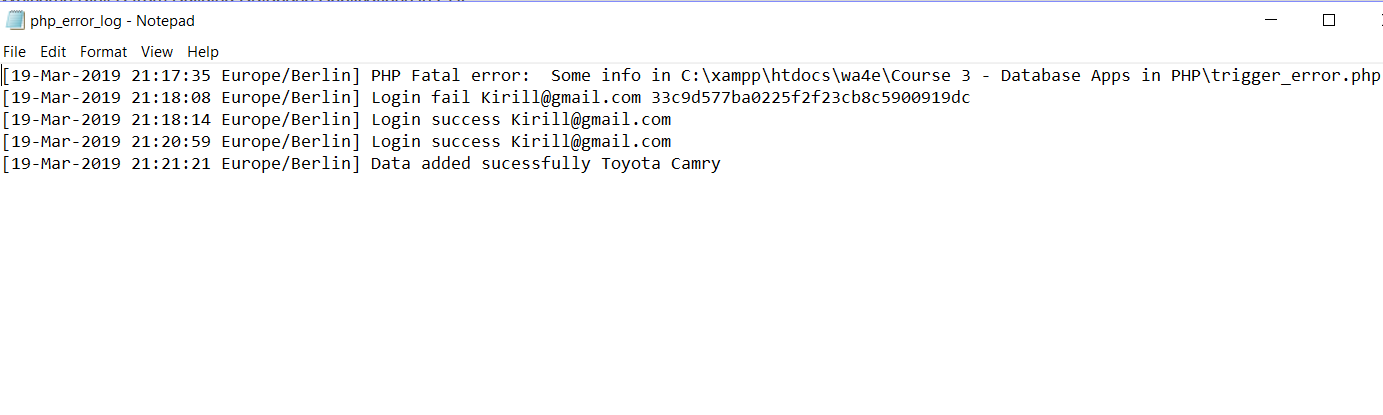 php_error_log - Notepad
File Edit Format View Help
[19-Mar-2019 21:17:35 Europe/Berlin] PHP Fatal error:  Some info in C:\xampp\htdocs\wa4e\Course 3 - Database Apps in PHP\trigger_error.php
[19-Mar-2019 21:18:08 Europe/Berlin] Login fail Kirill@gmail.com 33c9d577ba0225f2f23cb8c5900919dc
[19-Mar-2019 21:18:14 Europe/Berlin] Login success Kirill@gmail.com
[19-Mar-2019 21:20:59 Europe/Berlin] Login success Kirill@gmail.com
[19-Mar-2019 21:21:21 Europe/Berlin] Data added sucessfully Toyota Camry